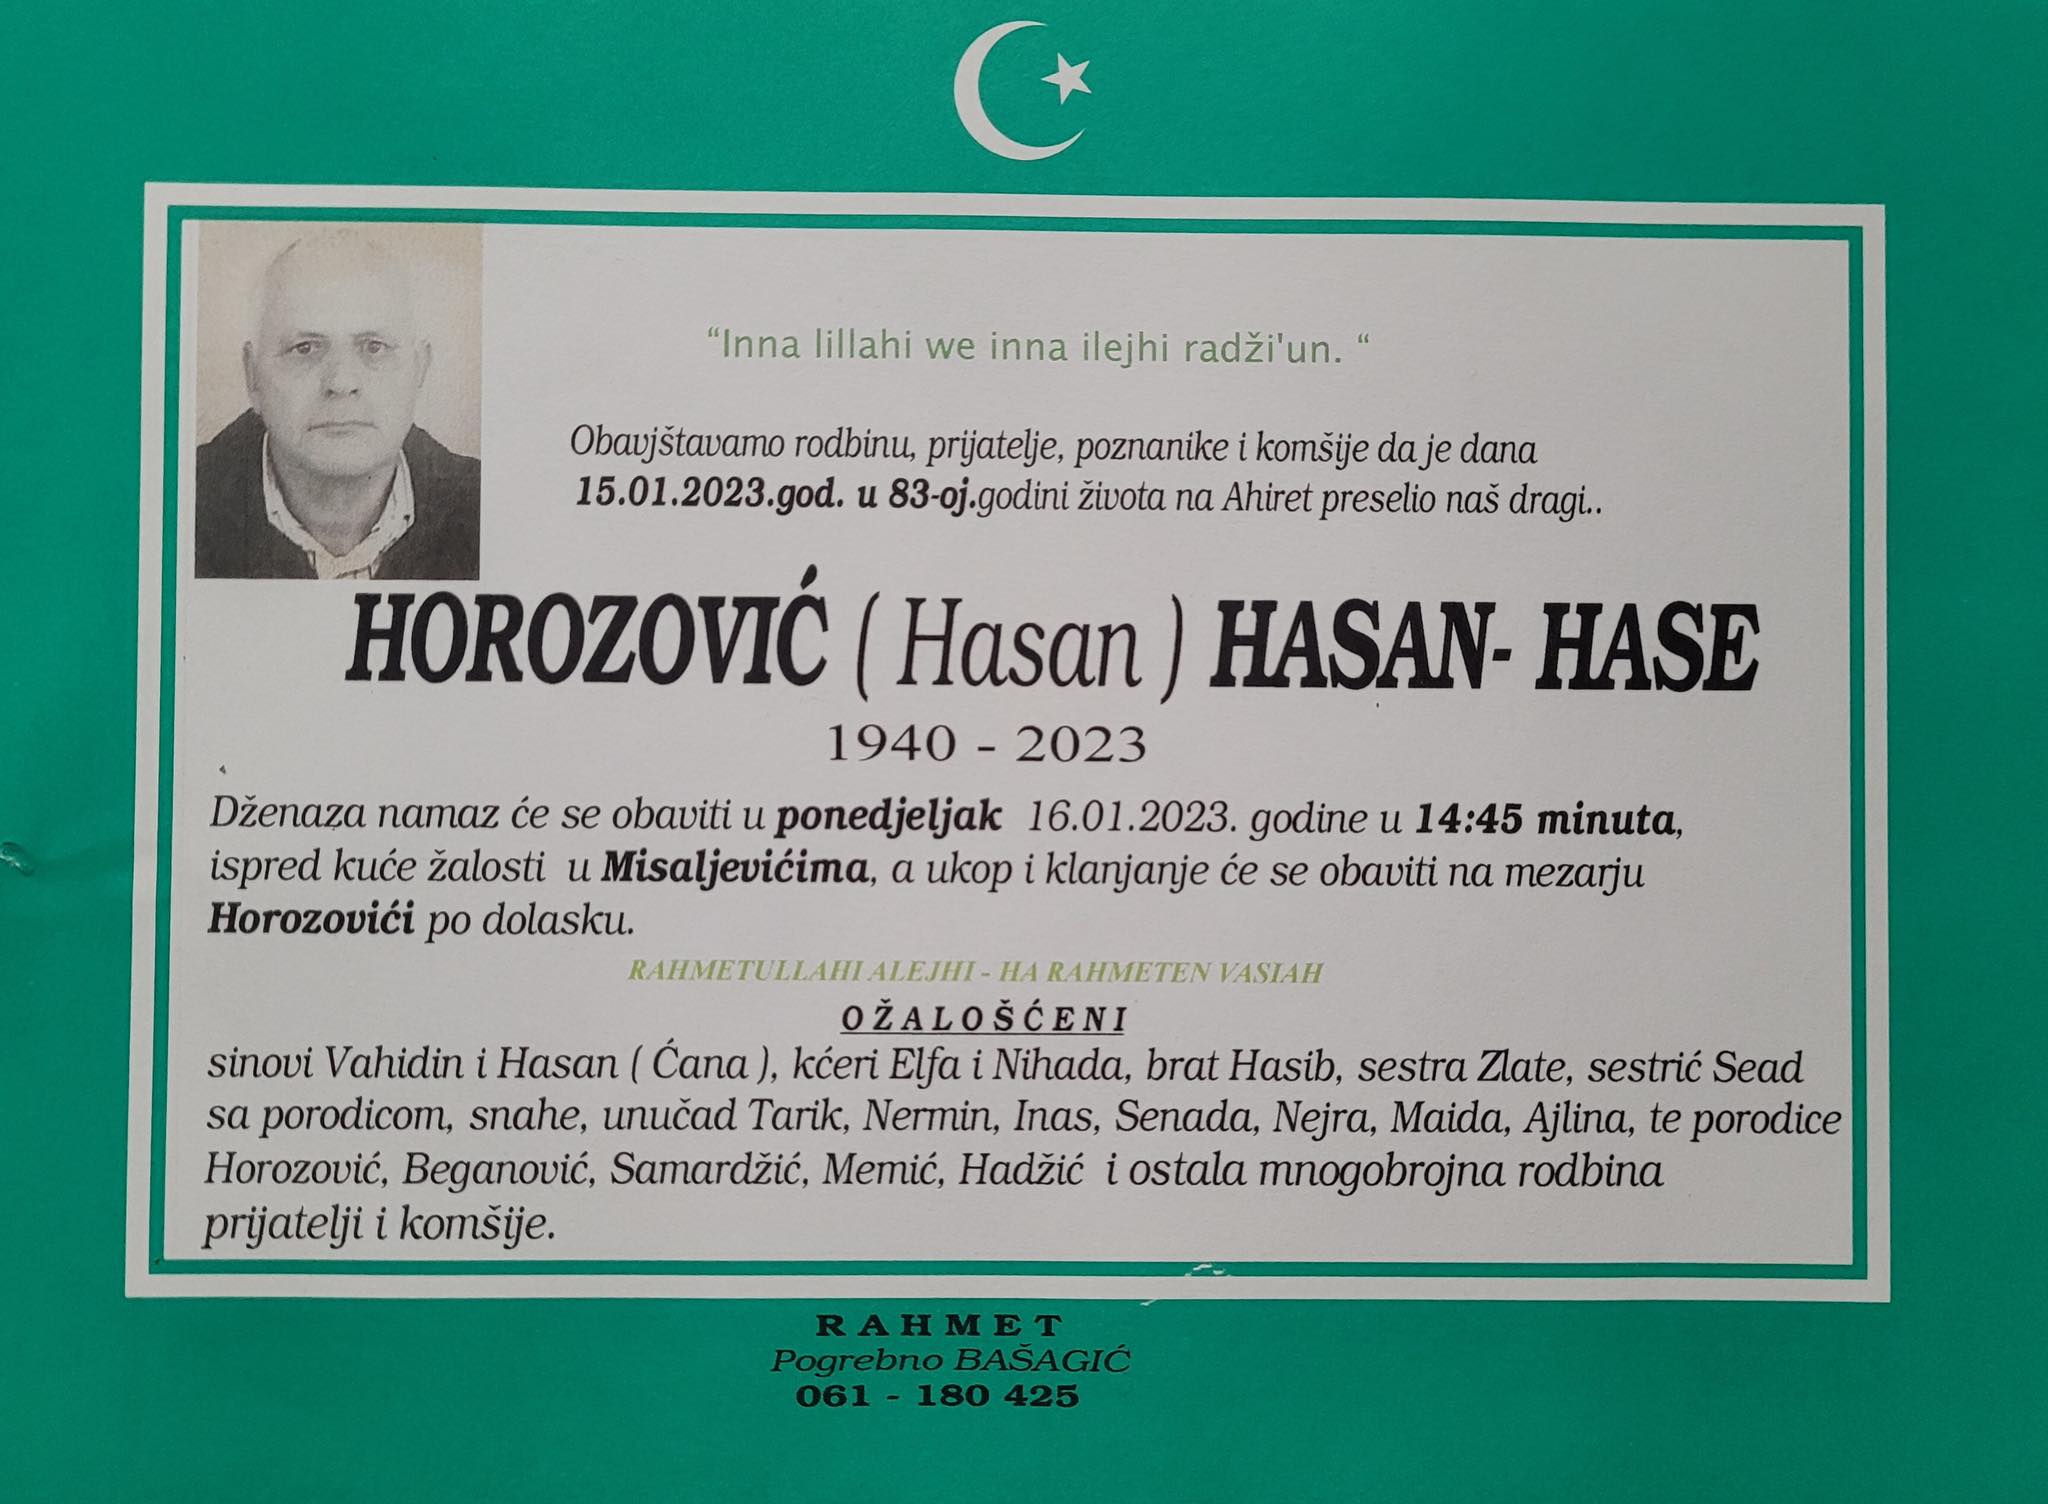 “Inna lillahi we inna ilejhi radži'un. “
Obavjštavamo rodbinu, prijatelje, poznanike i komšije da je dana
15.01.2023.god. u 83-oj.godini života na Ahiret preselio naš dragi..
HOROZOVIĆ ( Hasan ) HASAN- HASE
1940 - 2023
Dženaza namaz će se obaviti u ponedjeljak 16.01.2023. godine u 14:45 minuta,
ispred kuće žalosti u Misaljevićima, a ukop i klanjanje će se obaviti na mezarju
Horozovići po dolasku.
RAHMETULLAHI ALEJHI - HA RAHMETEN VASIAH
OŽALOŠĆENI
sinovi Vahidin i Hasan ( Ćana ), kćeri Elfa i Nihada, brat Hasib, sestra Zlate, sestrić Sead
sa porodicom, snahe, unučad Tarik, Nermin, Inas, Senada, Nejra, Maida, Ajlina, te porodice
Horozović, Beganović, Samardžić, Memić, Hadžić i ostala mnogobrojna rodbina
prijatelji i komšije.
RAHMET
Pogrebno BAŠAGIĆ
061 - 180 425